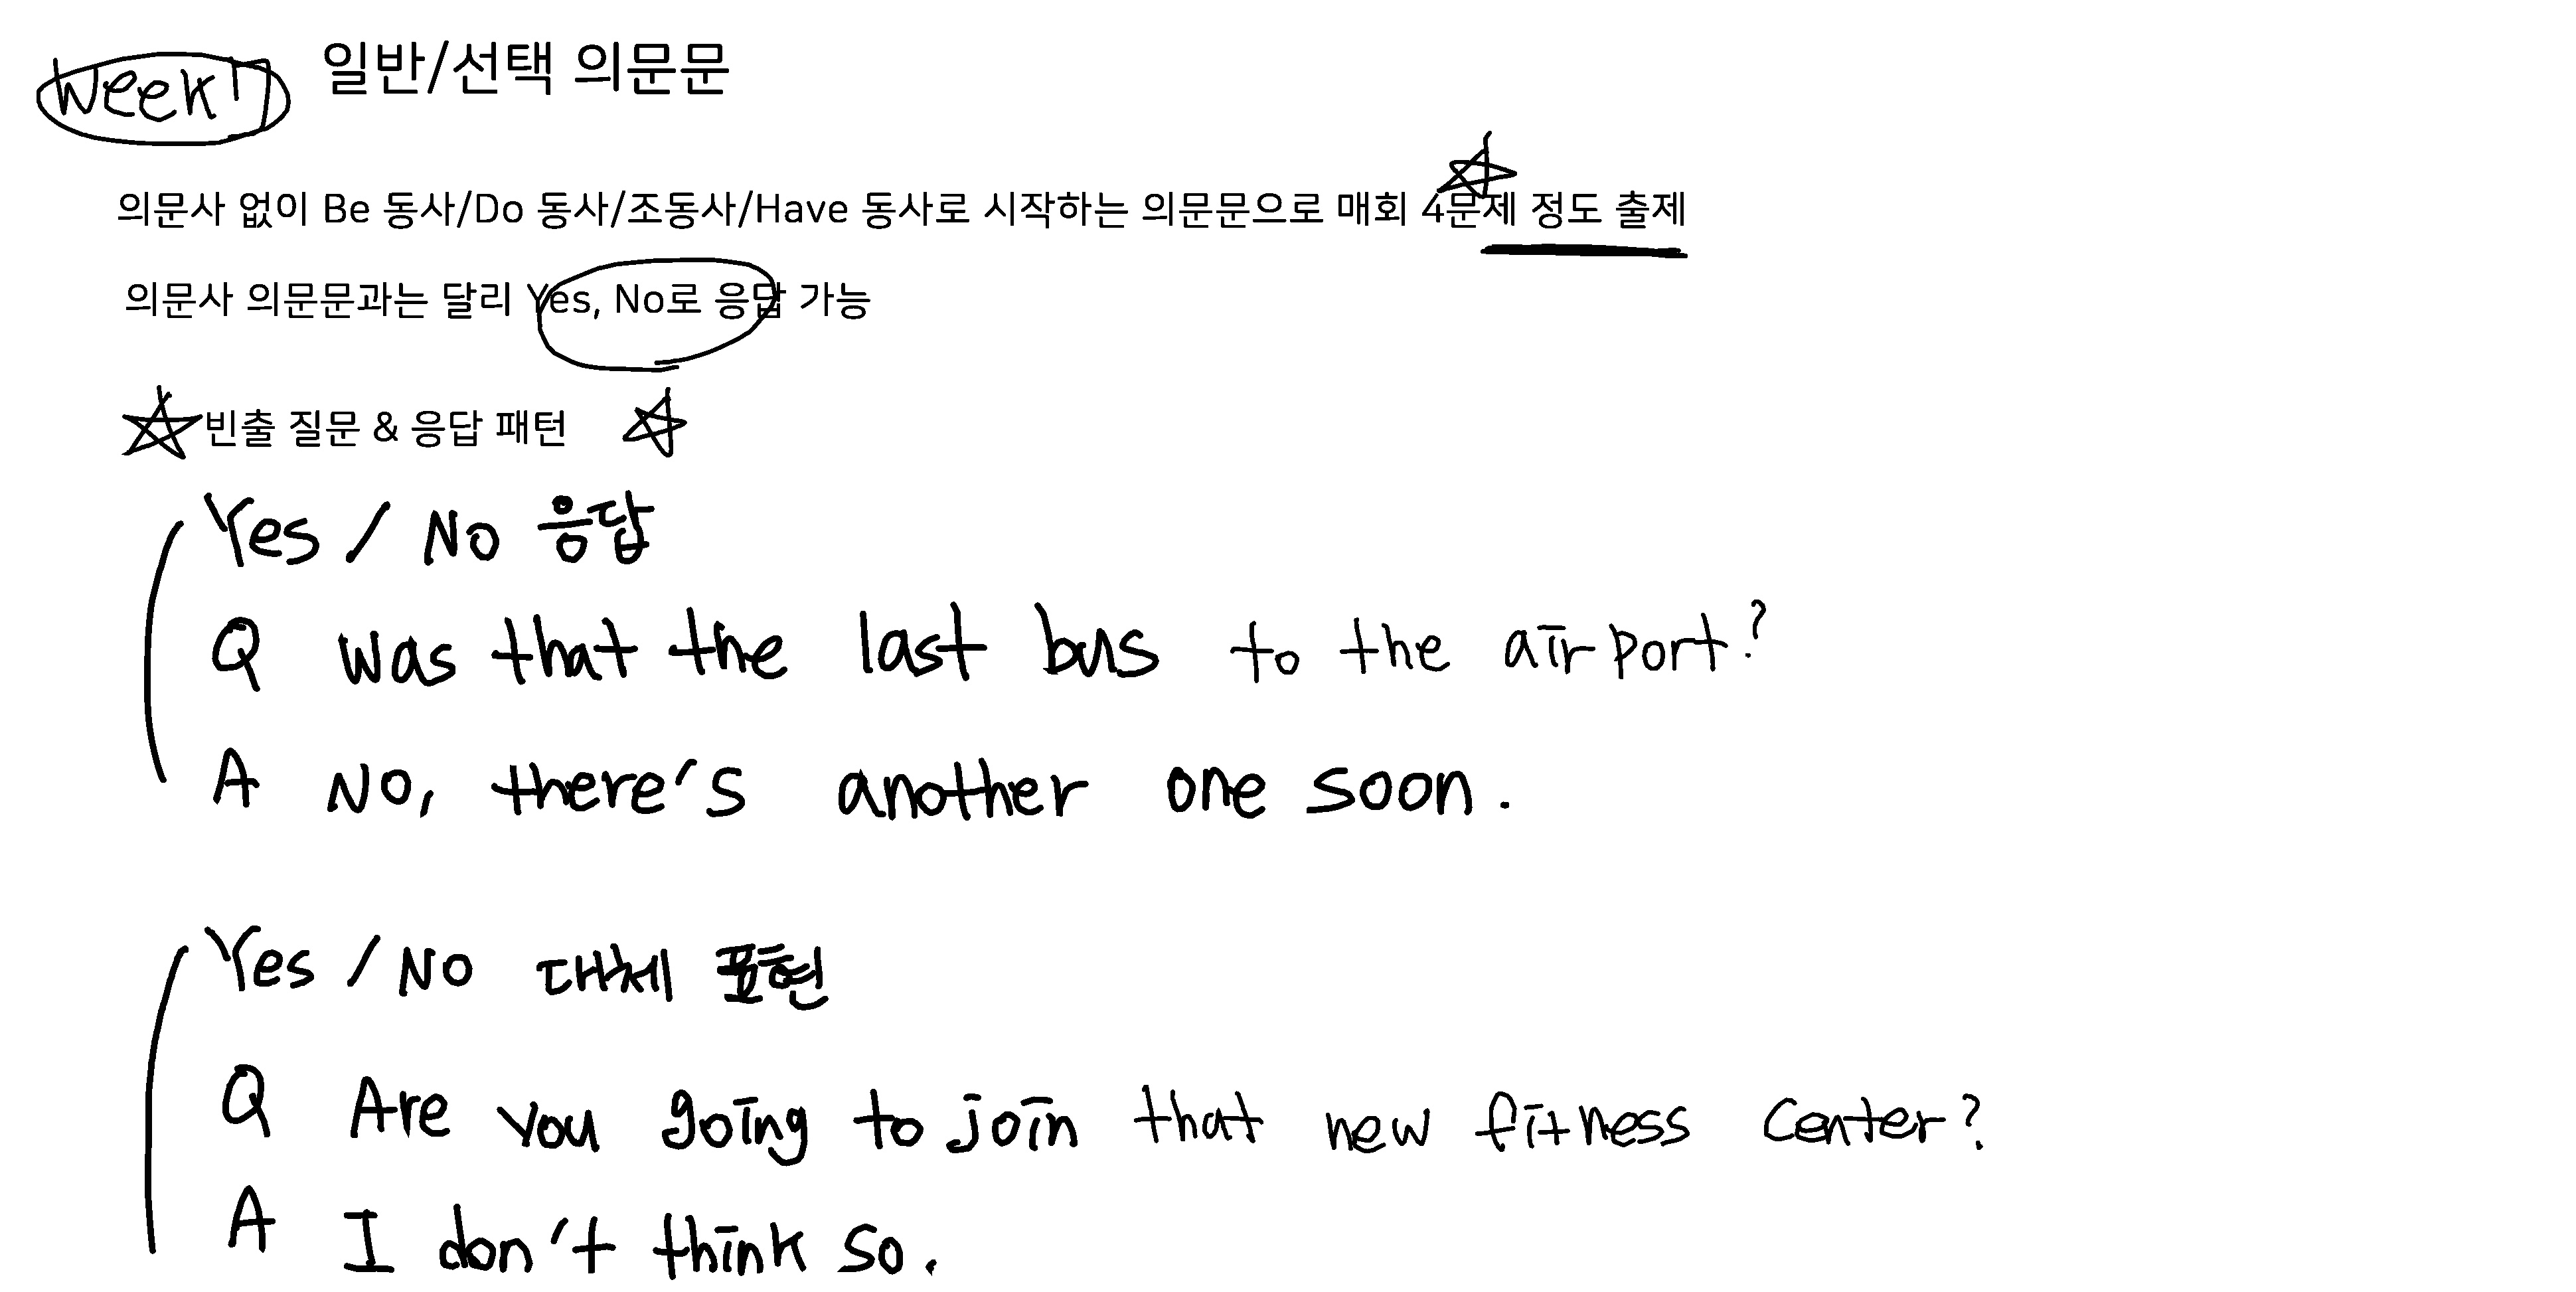 Week17 일반/선택 의문문
의문사 없이 Be 동사/Do 동사/조동사/Have 동사로 시작하는 의문문으로 매회 4문제 정도 출제
의문사 의문문과는 달리 Yes, No로 응답 가능
빈출 질문 & 응답 패턴
Yes / No 응답
Q was that the last bus to the airport?
A No, there's another one soon.
Yes / No 대체 표현
Q Are you going to join that new fitness center?
A I don't think so.